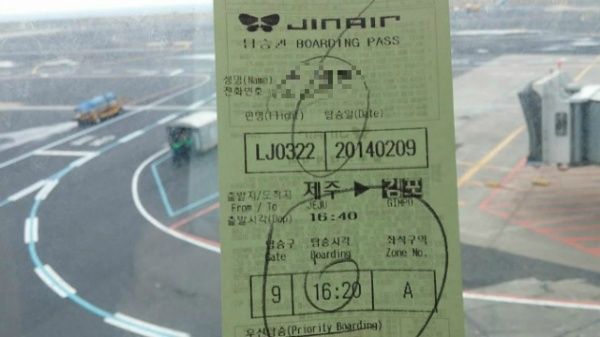 JINAIR
탑승권 BOARDING PASS
성명(Name)
전화번호
편명(Flight) 탑승일(Date)
LJ0322 20140209
출발지/도착지 제주 ▶ 김포
From / To JEJU GIMPO
출발시각(Dep) 16:40
탑승구 탑승시각 좌석구역
Gate Boarding Zone No.
9 16:20 A
우선탑승(Priority Boarding)